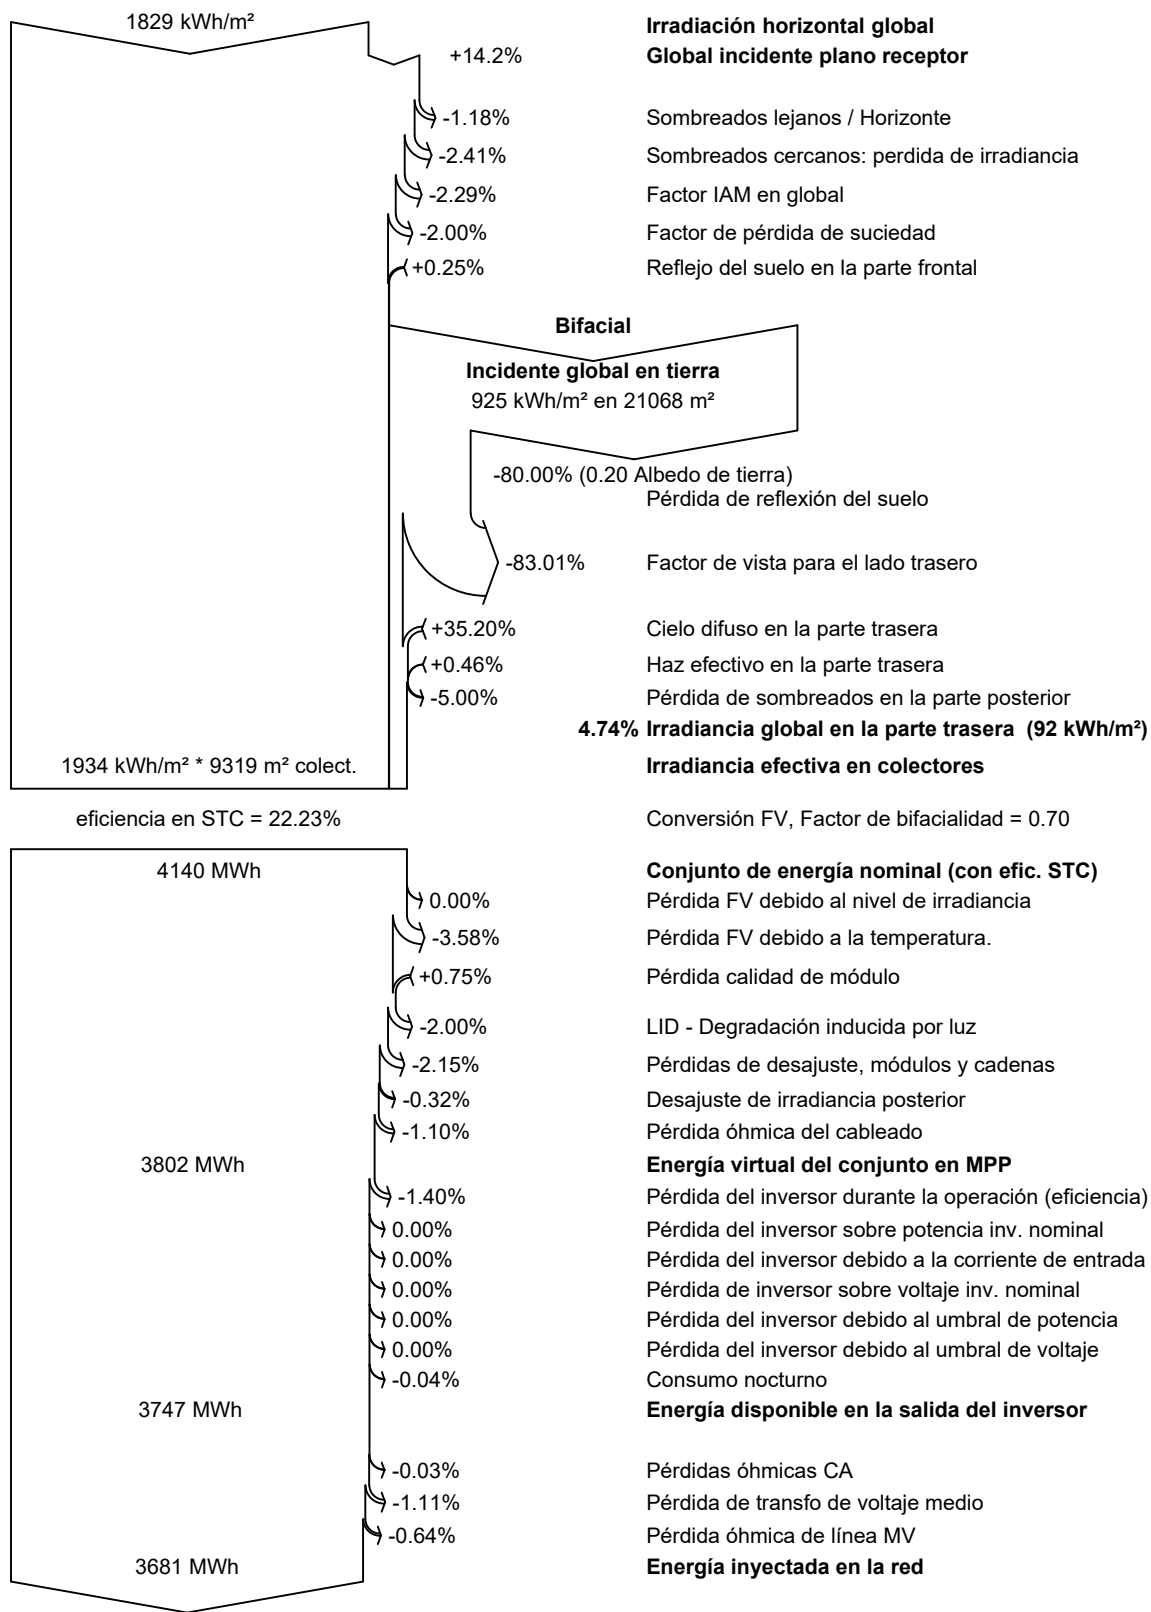 1829 kWh/m² Irradiación horizontal global
+14.2% Global incidente plano receptor
-1.18% Sombreados lejanos / Horizonte
-2.41% Sombreados cercanos: perdida de irradiancia
-2.29% Factor IAM en global
-2.00% Factor de pérdida de suciedad
+0.25% Reflejo del suelo en la parte frontal
Bifacial
Incidente global en tierra
925 kWh/m² en 21068 m²
-80.00% (0.20 Albedo de tierra)
Pérdida de reflexión del suelo
-83.01% Factor de vista para el lado trasero
+35.20% Cielo difuso en la parte trasera
+0.46% Haz efectivo en la parte trasera
-5.00% Pérdida de sombreados en la parte posterior
4.74% Irradiancia global en la parte trasera (92 kWh/m²)
1934 kWh/m² * 9319 m² colect. Irradiancia efectiva en colectores
eficiencia en STC = 22.23% Conversión FV, Factor de bifacialidad = 0.70
4140 MWh Conjunto de energía nominal (con efic. STC)
0.00% Pérdida FV debido al nivel de irradiancia
-3.58% Pérdida FV debido a la temperatura.
+0.75% Pérdida calidad de módulo
-2.00% LID - Degradación inducida por luz
-2.15% Pérdidas de desajuste, módulos y cadenas
-0.32% Desajuste de irradiancia posterior
-1.10% Pérdida óhmica del cableado
3802 MWh Energía virtual del conjunto en MPP
-1.40% Pérdida del inversor durante la operación (eficiencia)
0.00% Pérdida del inversor sobre potencia inv. nominal
0.00% Pérdida del inversor debido a la corriente de entrada
0.00% Pérdida de inversor sobre voltaje inv. nominal
0.00% Pérdida del inversor debido al umbral de potencia
0.00% Pérdida del inversor debido al umbral de voltaje
-0.04% Consumo nocturno
3747 MWh Energía disponible en la salida del inversor
-0.03% Pérdidas óhmicas CA
-1.11% Pérdida de transfo de voltaje medio
-0.64% Pérdida óhmica de línea MV
3681 MWh Energía inyectada en la red